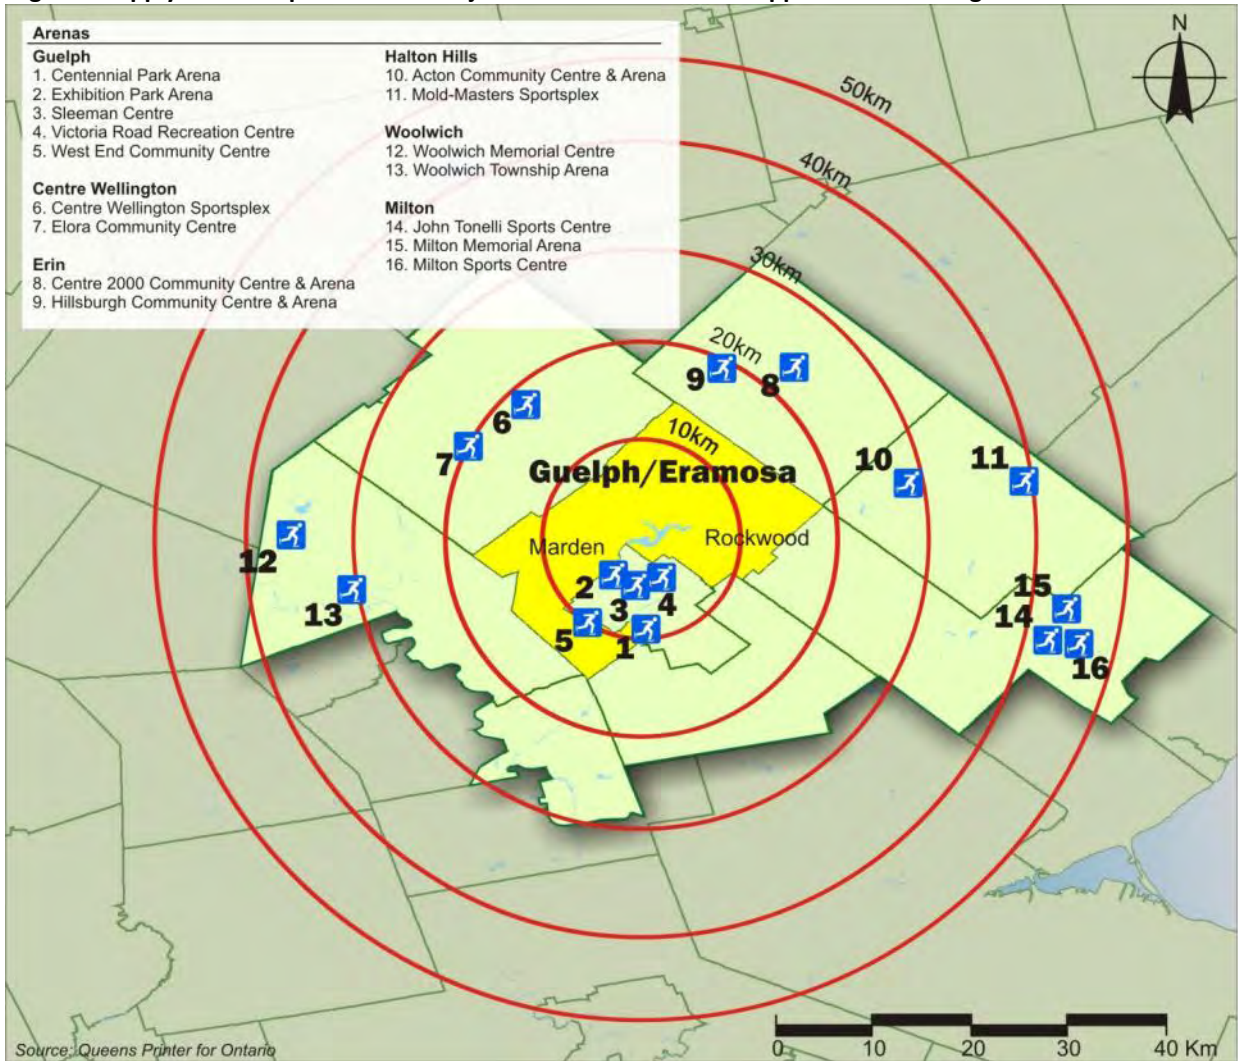 Arenas
Guelph
1. Centennial Park Arena
2. Exhibition Park Arena
3. Sleeman Centre
4. Victoria Road Recreation Centre
5. West End Community Centre
Centre Wellington
6. Centre Wellington Sportsplex
7. Elora Community Centre
Erin
8. Centre 2000 Community Centre & Arena
9. Hillsburgh Community Centre & Arena
Halton Hills
10. Acton Community Centre & Arena
11. Mold-Masters Sportsplex
Woolwich
12. Woolwich Memorial Centre
13. Woolwich Township Arena
Milton
14. John Tonelli Sports Centre
15. Milton Memorial Arena
16. Milton Sports Centre
N
50km
40km
30km
20km
9
8
6
10km
7
Guelph/Eramosa
10
11
Marden
Rockwood
12
2
3
4
13
15
14
5
1
16
0 10 20 30 40 Km
Source: Queens Printer for Ontario